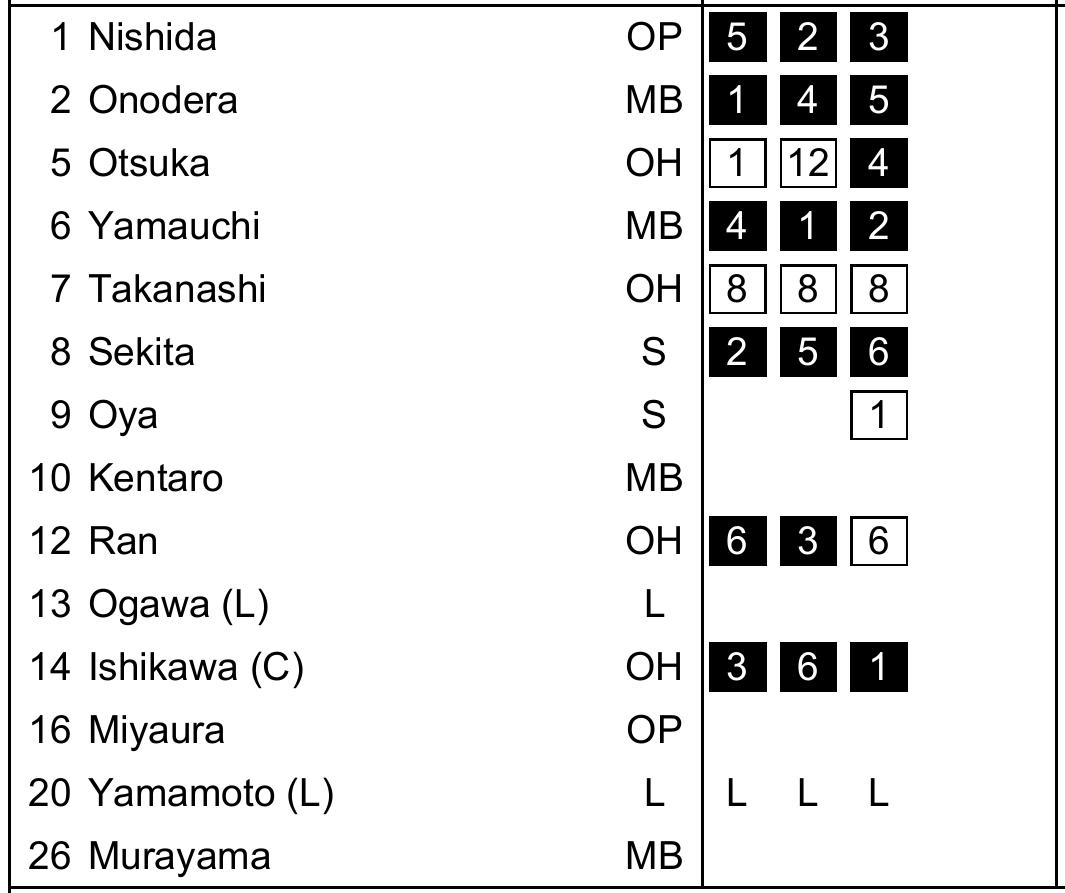 1 Nishida OP 5 2 3
2 Onodera MB 1 4 5
5 Otsuka OH 1 12 4
6 Yamauchi MB 4 1 2
7 Takanashi OH 8 8 8
8 Sekita S 2 5 6
9 Oya S 1
10 Kentaro MB
12 Ran OH 6 3 6
13 Ogawa (L) L
14 Ishikawa (C) OH 3 6 1
16 Miyaura OP
20 Yamamoto (L) L L L L
26 Murayama MB